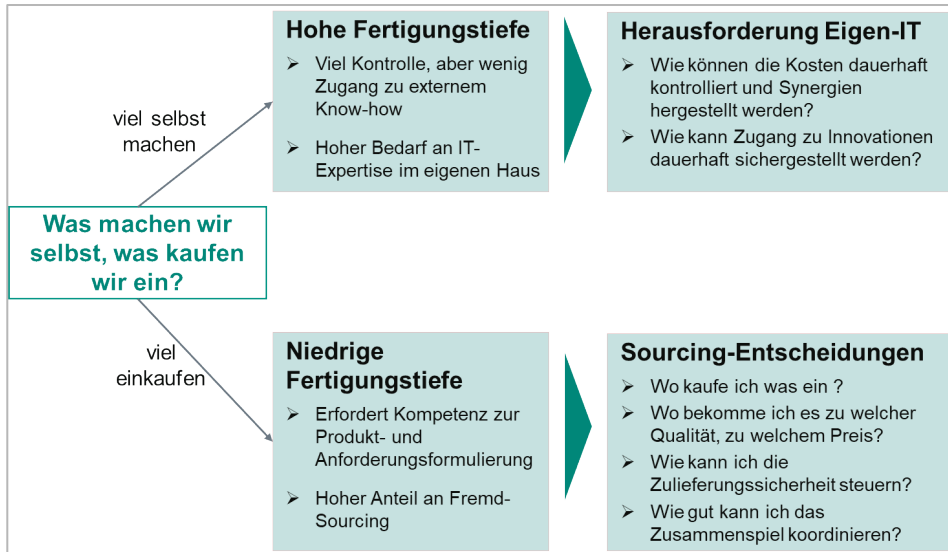 Was machen wir
selbst, was kaufen
wir ein?
viel selbst
machen
Hohe Fertigungstiefe
➢ Viel Kontrolle, aber wenig
Zugang zu externem
Know-how
➢ Hoher Bedarf an IT-
Expertise im eigenen Haus
Herausforderung Eigen-IT
➢ Wie können die Kosten dauerhaft
kontrolliert und Synergien
hergestellt werden?
➢ Wie kann Zugang zu Innovationen
dauerhaft sichergestellt werden?
viel
einkaufen
Niedrige
Fertigungstiefe
➢ Erfordert Kompetenz zur
Produkt- und
Anforderungsformulierung
➢ Hoher Anteil an Fremd-
Sourcing
Sourcing-Entscheidungen
➢ Wo kaufe ich was ein ?
➢ Wo bekomme ich es zu welcher
Qualität, zu welchem Preis?
➢ Wie kann ich die
Zulieferungssicherheit steuern?
➢ Wie gut kann ich das
Zusammenspiel koordinieren?